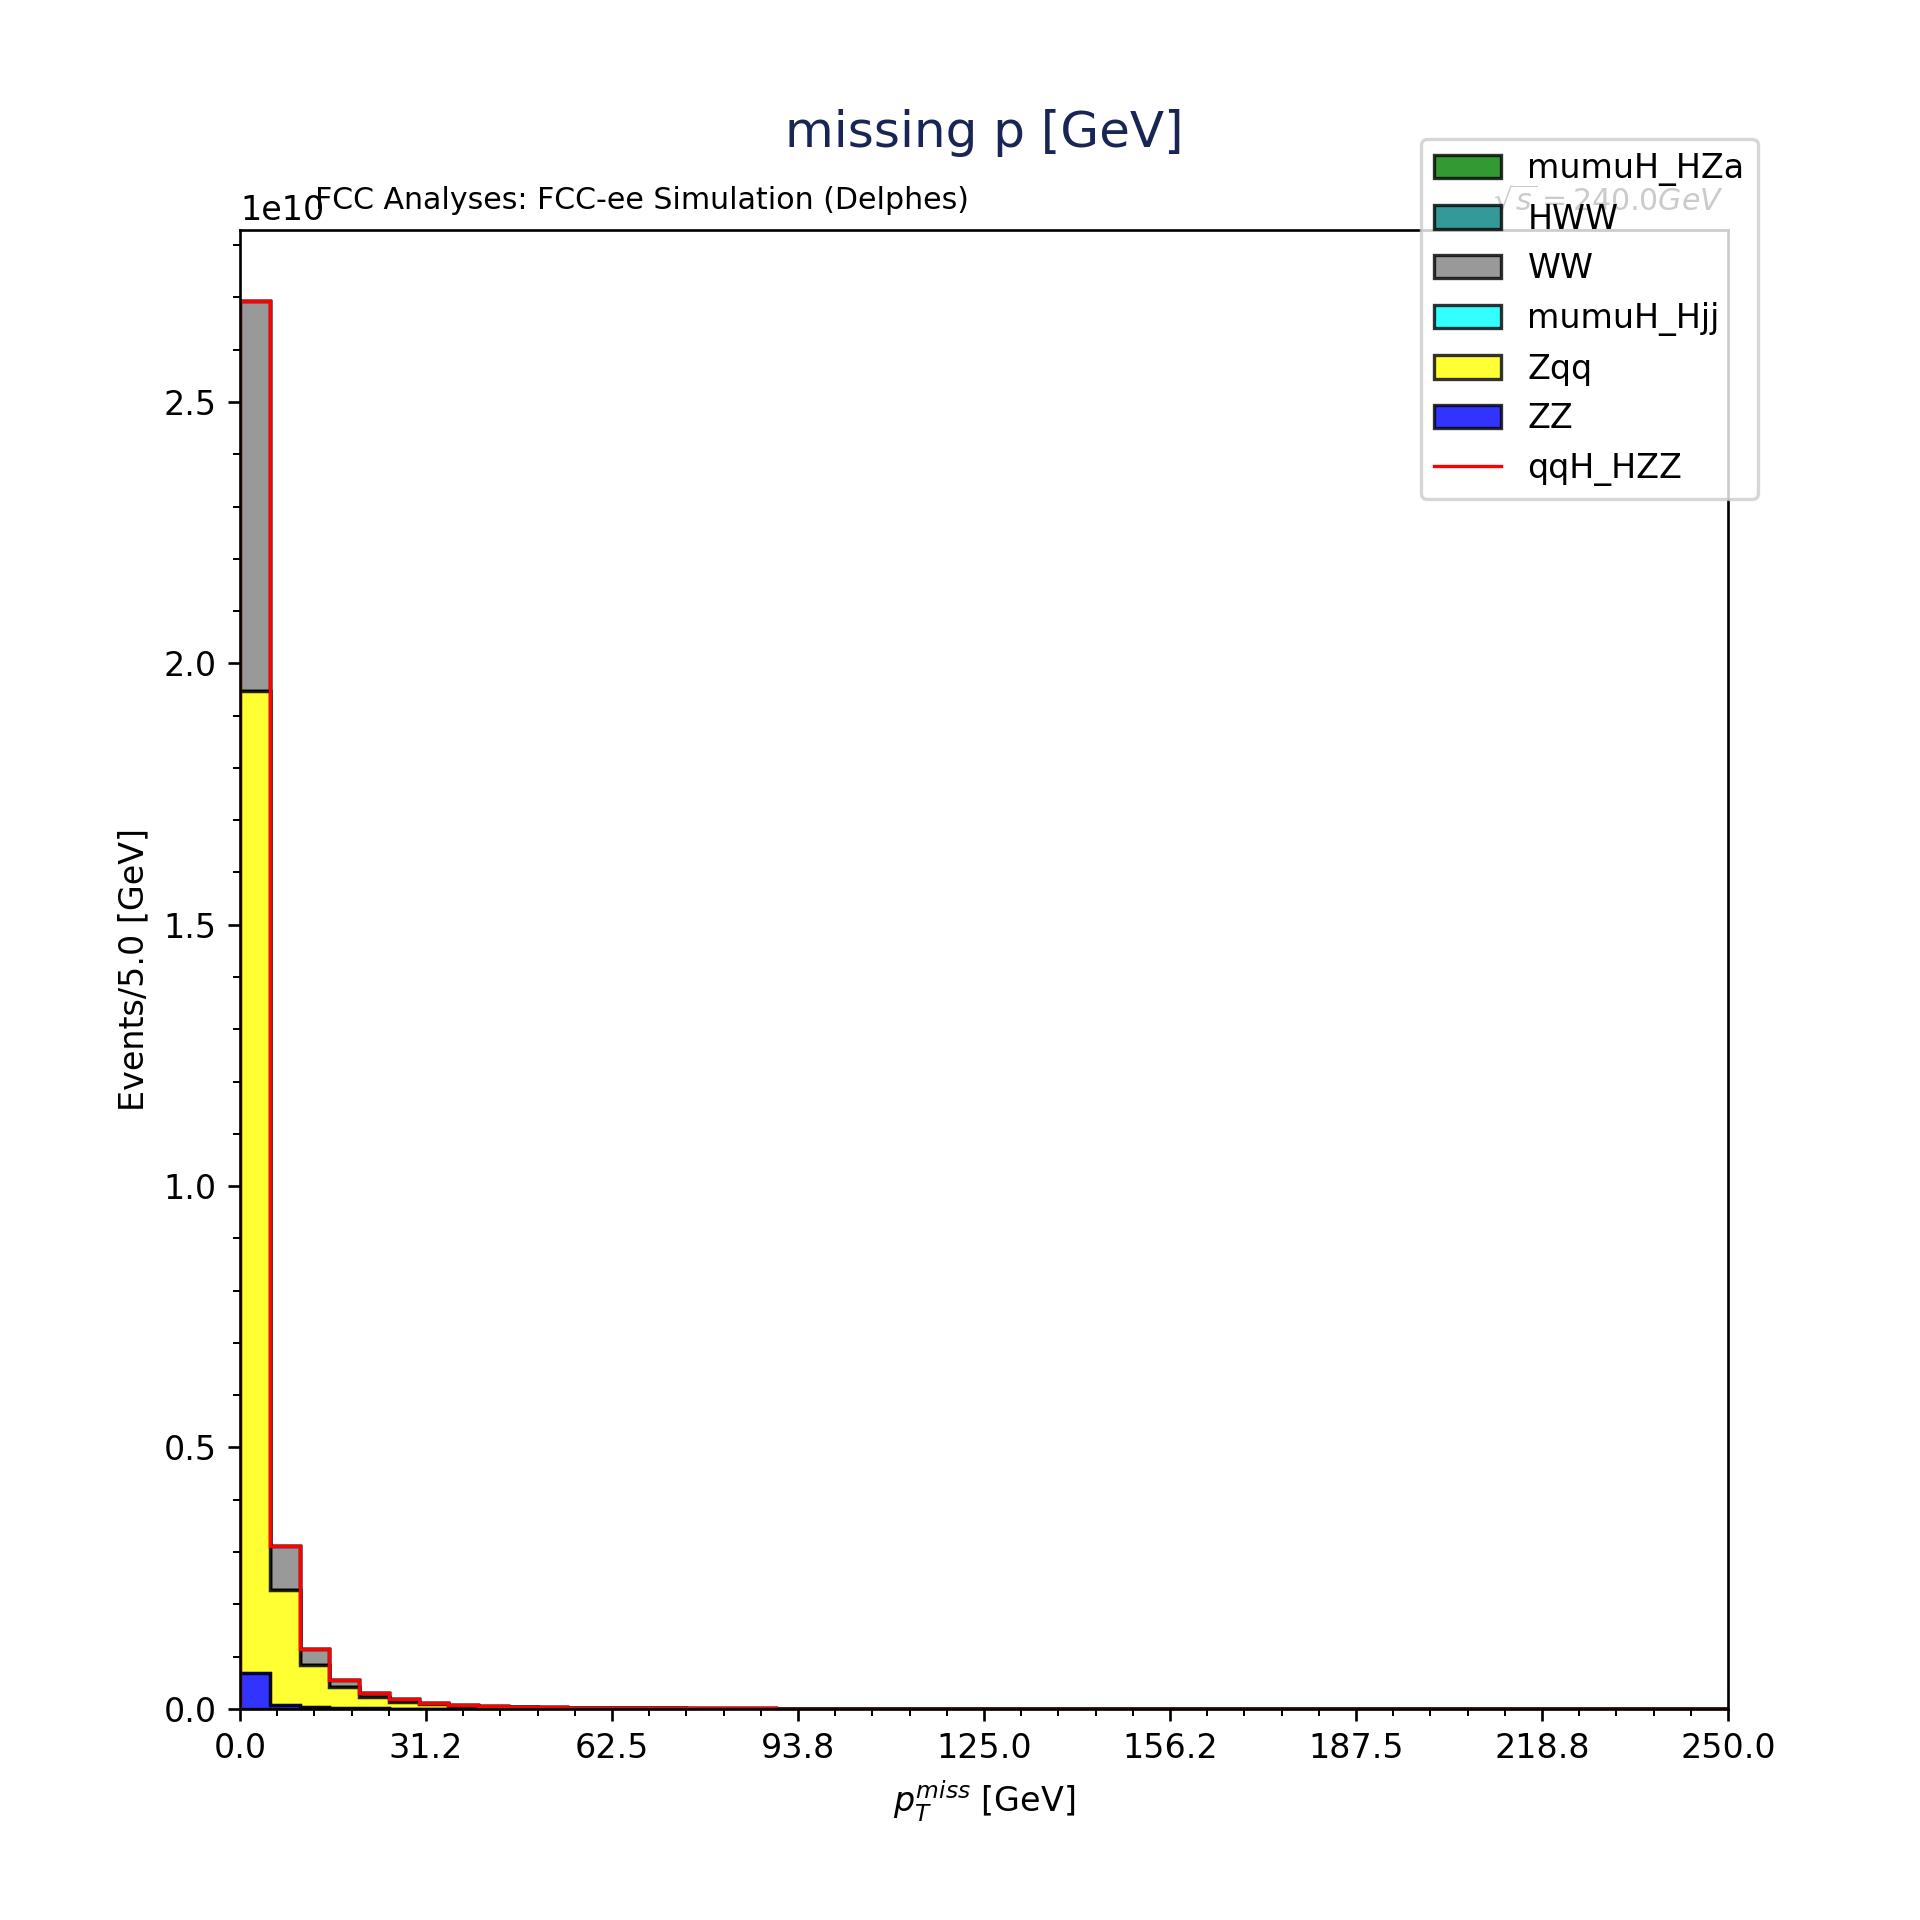 missing p [GeV]
1e10
FCC Analyses: FCC-ee Simulation (Delphes)
√s = 240.0GeV
mumuH_HZa
HWW
WW
mumuH_Hjj
Zqq
ZZ
qqH_HZZ
2.5
2.0
1.5
1.0
0.5
0.0
Events/5.0 [GeV]
0.0 31.2 62.5 93.8 125.0 156.2 187.5 218.8 250.0
p_T^{miss} [GeV]